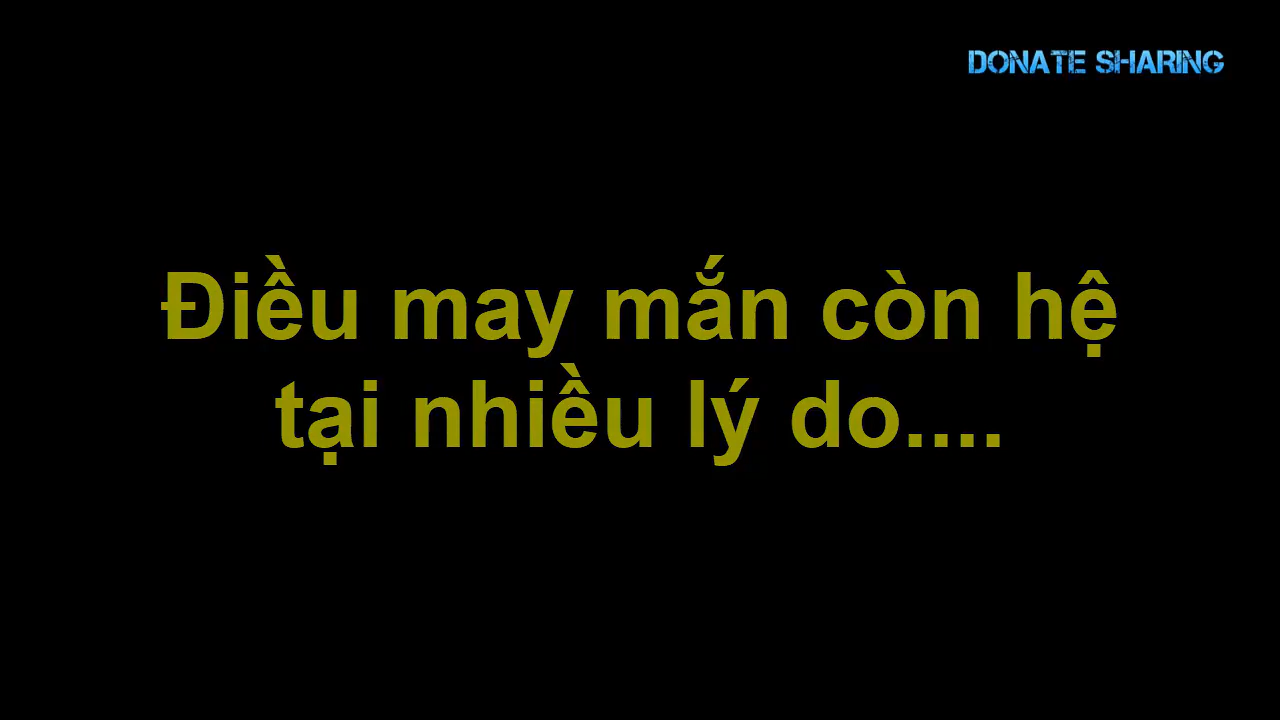 DONATE SHARING
Điều may mắn còn hệ
tại nhiều lý do....